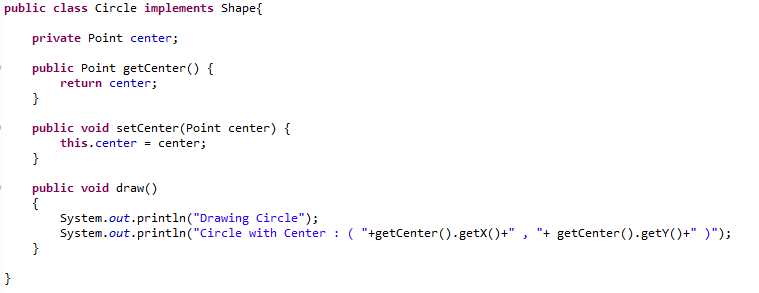 public class Circle implements Shape{
private Point center;
public Point getCenter() {
return center;
}
public void setCenter(Point center) {
this.center = center;
}
public void draw()
{
System.out.println("Drawing Circle");
System.out.println("Circle with Center : ( "+getCenter().getX()+" , "+ getCenter().getY()+" )");
}
}